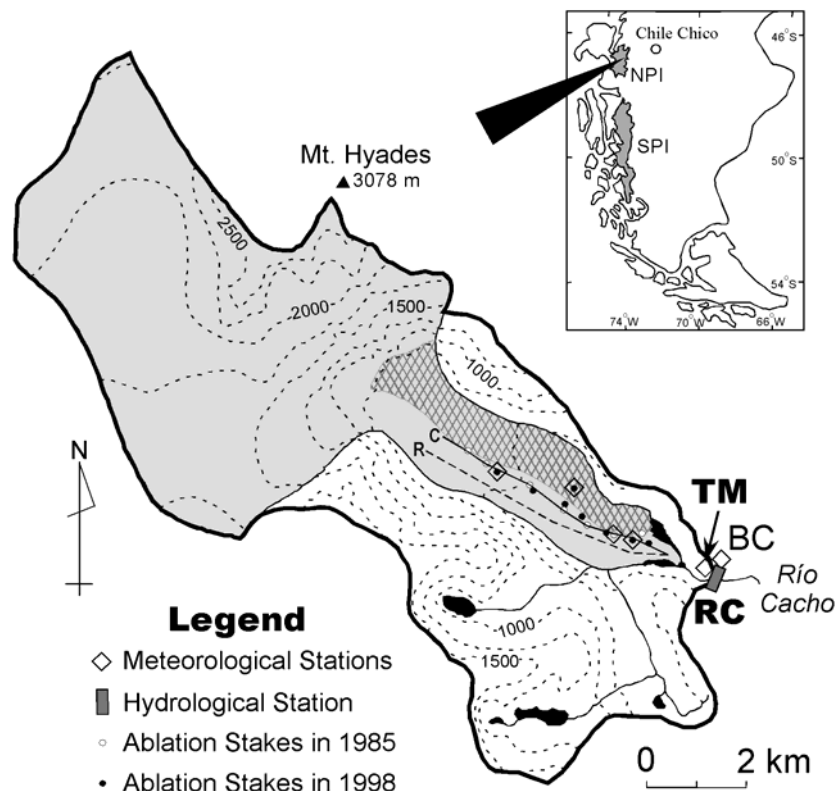 46°S
Chile Chico
NPI
SPI
50°S
54°S
74°W 70°W 66°W
Mt. Hyades
3078 m
2500
2000
1500
1000
C
R
N
TM
BC
RC
Río
Cacho
1000
1500
Legend
Meteorological Stations
Hydrological Station
Ablation Stakes in 1985
Ablation Stakes in 1998
0 2 km